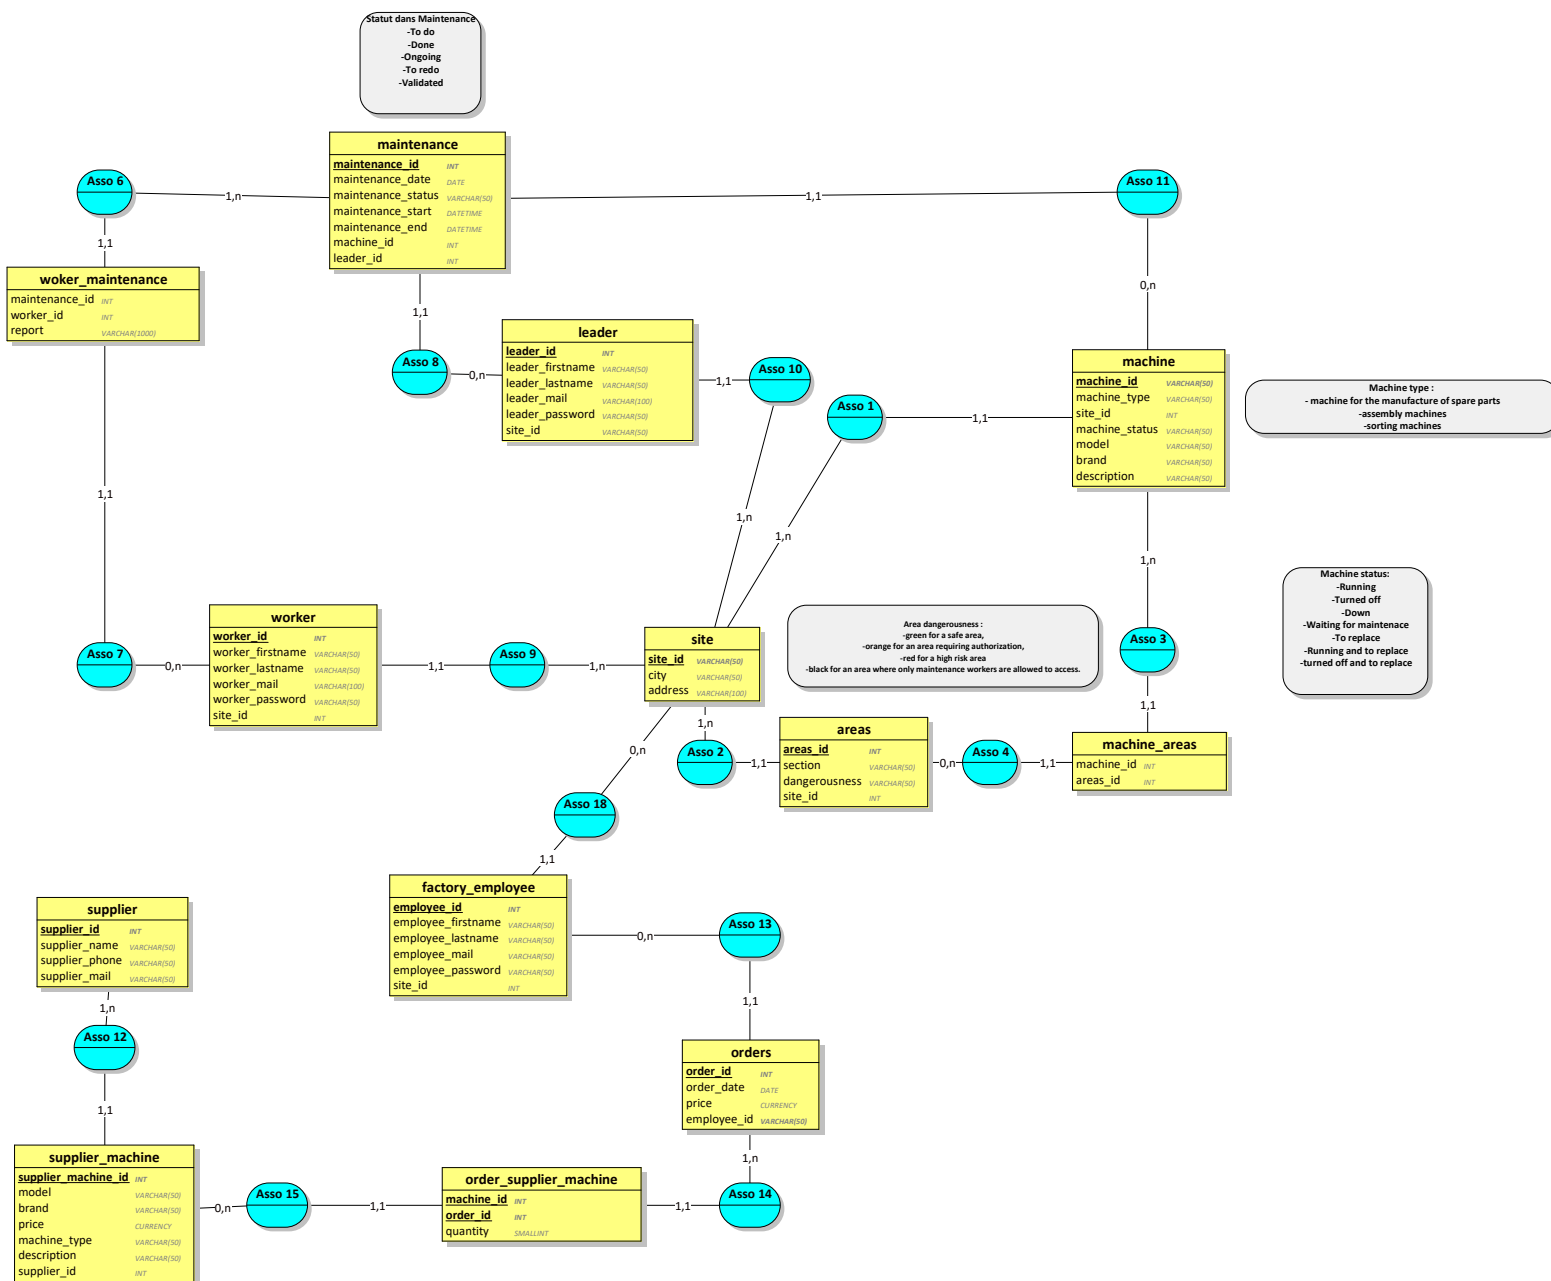 Statut dans Maintenance
-To do
-Done
-Ongoing
-To redo
-Validated
maintenance
maintenance_id INT
maintenance_date DATE
maintenance_status VARCHAR(50)
maintenance_start DATETIME
maintenance_end DATETIME
machine_id INT
leader_id INT
Asso 6
1,n
1,1
Asso 11
1,1
0,n
woker_maintenance
maintenance_id INT
worker_id INT
report VARCHAR(1000)
1,1
Asso 8
0,n
leader
leader_id INT
leader_firstname VARCHAR(50)
leader_lastname VARCHAR(50)
leader_mail VARCHAR(100)
leader_password VARCHAR(50)
site_id VARCHAR(50)
1,1
Asso 10
1,n
Asso 1
1,1
1,n
machine
machine_id VARCHAR(50)
machine_type VARCHAR(50)
site_id INT
machine_status VARCHAR(50)
model VARCHAR(50)
brand VARCHAR(50)
description VARCHAR(50)
Machine type :
- machine for the manufacture of spare parts
-assembly machines
-sorting machines
1,1
1,n
Machine status:
-Running
-Turned off
-Down
-Waiting for maintenace
-To replace
-Running and to replace
-turned off and to replace
Asso 7
0,n
worker
worker_id INT
worker_firstname VARCHAR(50)
worker_lastname VARCHAR(50)
worker_mail VARCHAR(100)
worker_password VARCHAR(50)
site_id INT
1,1
Asso 9
1,n
site
site_id VARCHAR(50)
city VARCHAR(50)
address VARCHAR(100)
Area dangerousness :
-green for a safe area,
-orange for an area requiring authorization,
-red for a high risk area
-black for an area where only maintenance workers are allowed to access.
Asso 3
1,1
1,n
Asso 2
1,1
areas
areas_id INT
section VARCHAR(50)
dangerousness VARCHAR(50)
site_id INT
0,n
Asso 4
1,1
machine_areas
machine_id INT
areas_id INT
0,n
Asso 18
1,1
factory_employee
employee_id INT
employee_firstname VARCHAR(50)
employee_lastname VARCHAR(50)
employee_mail VARCHAR(50)
employee_password VARCHAR(50)
site_id INT
0,n
Asso 13
1,1
supplier
supplier_id INT
supplier_name VARCHAR(50)
supplier_phone VARCHAR(50)
supplier_mail VARCHAR(50)
1,n
Asso 12
1,1
orders
order_id INT
order_date DATE
price CURRENCY
employee_id VARCHAR(50)
1,n
supplier_machine
supplier_machine_id INT
model VARCHAR(50)
brand VARCHAR(50)
price CURRENCY
machine_type VARCHAR(50)
description VARCHAR(50)
supplier_id INT
0,n
Asso 15
1,1
order_supplier_machine
machine_id INT
order_id INT
quantity SMALLINT
1,1
Asso 14